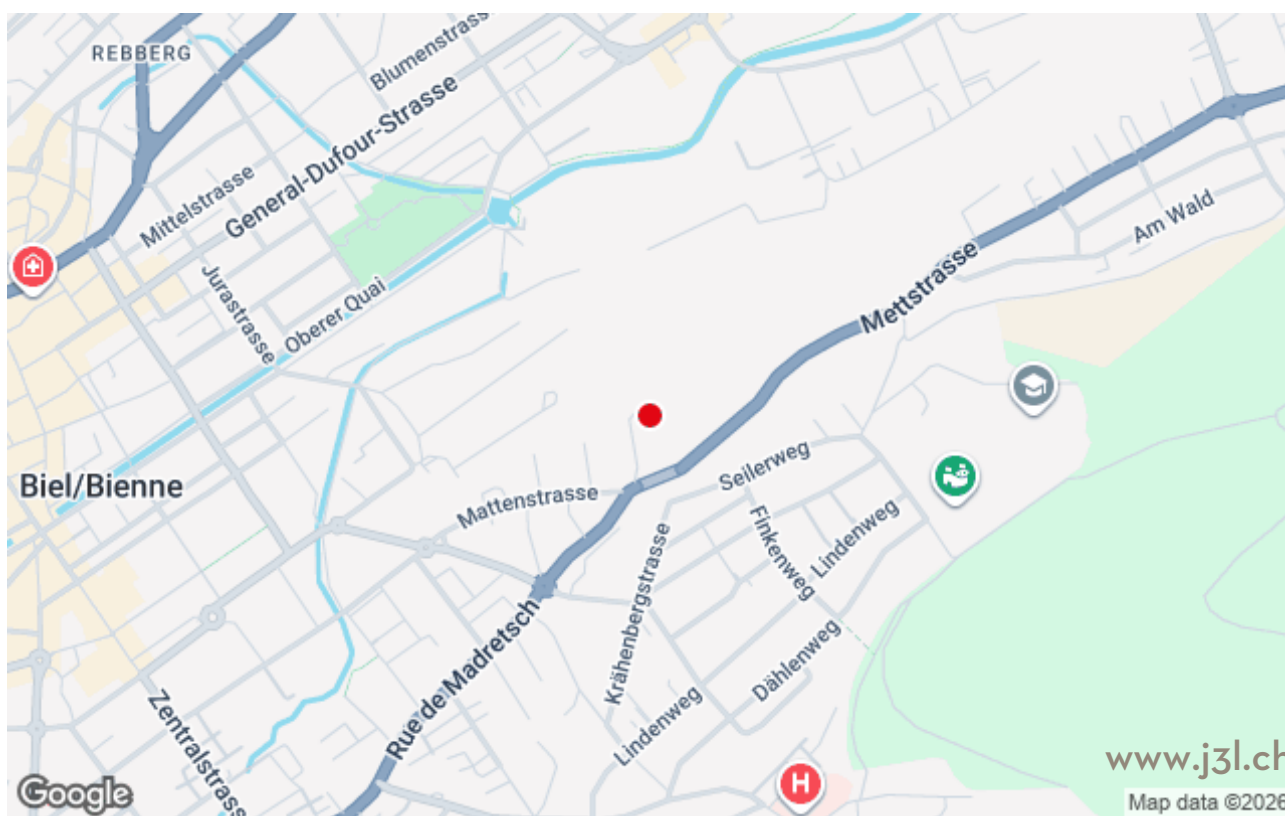 REBBERG
Blumenstrass
General-Dufour-Strasse
Mittelstrasse
Am Wald
Jurastrasse
Oberer Quai
Mettstrasse
Biel/Bienne
Seilerweg
Mattenstrasse
Finkenweg
Lindenweg
Krähenbergstrasse
Rue de Madretsch
Dählenweg
Lindenweg
Zentralstrasse
H
www.j3l.ch
Google
Map data ©2026